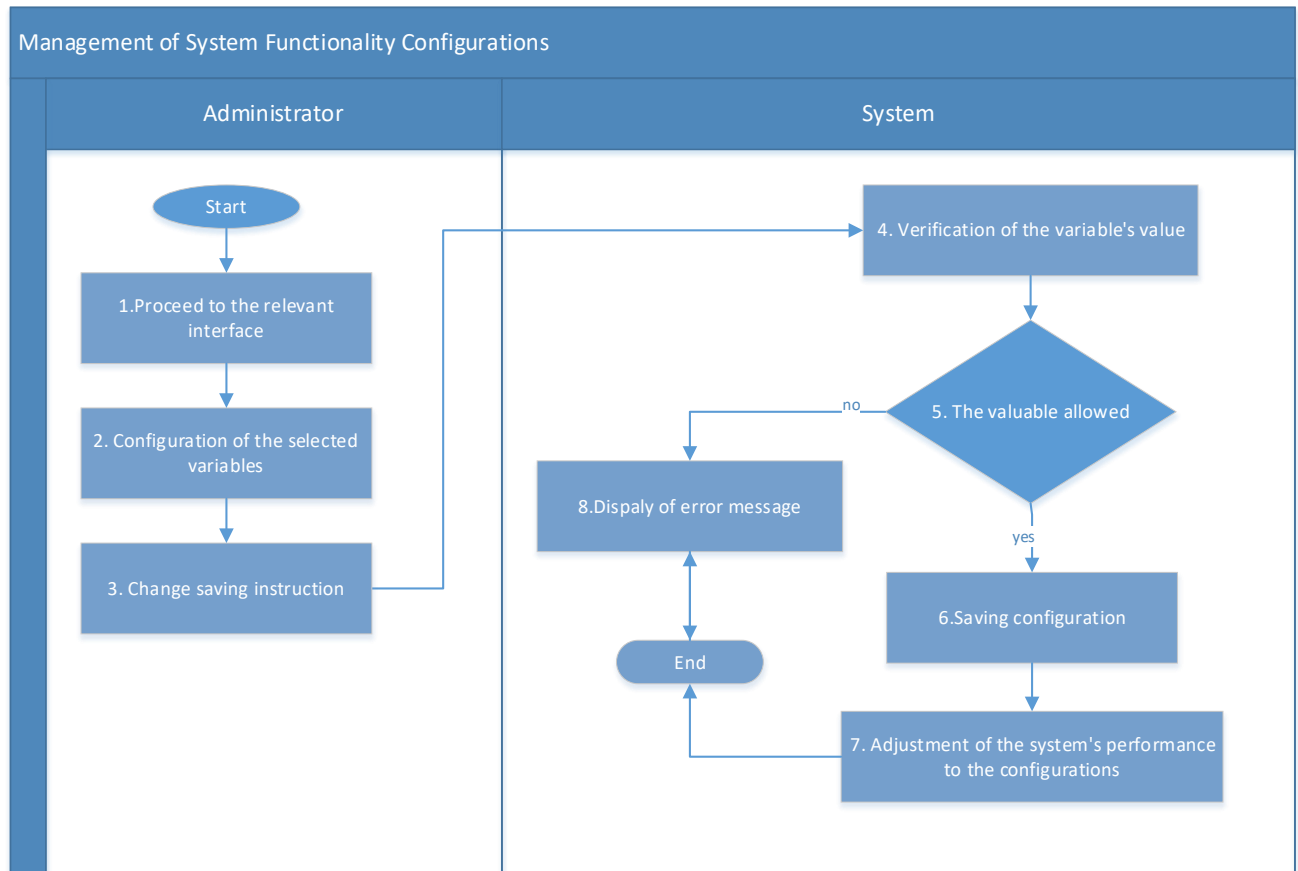 Management of System Functionality Configurations
Administrator
System
Start
1.Proceed to the relevant
interface
2. Configuration of the selected
variables
3. Change saving instruction
4. Verification of the variable's value
5. The valuable allowed
no
yes
8.Dispaly of error message
6.Saving configuration
End
7. Adjustment of the system's performance
to the configurations